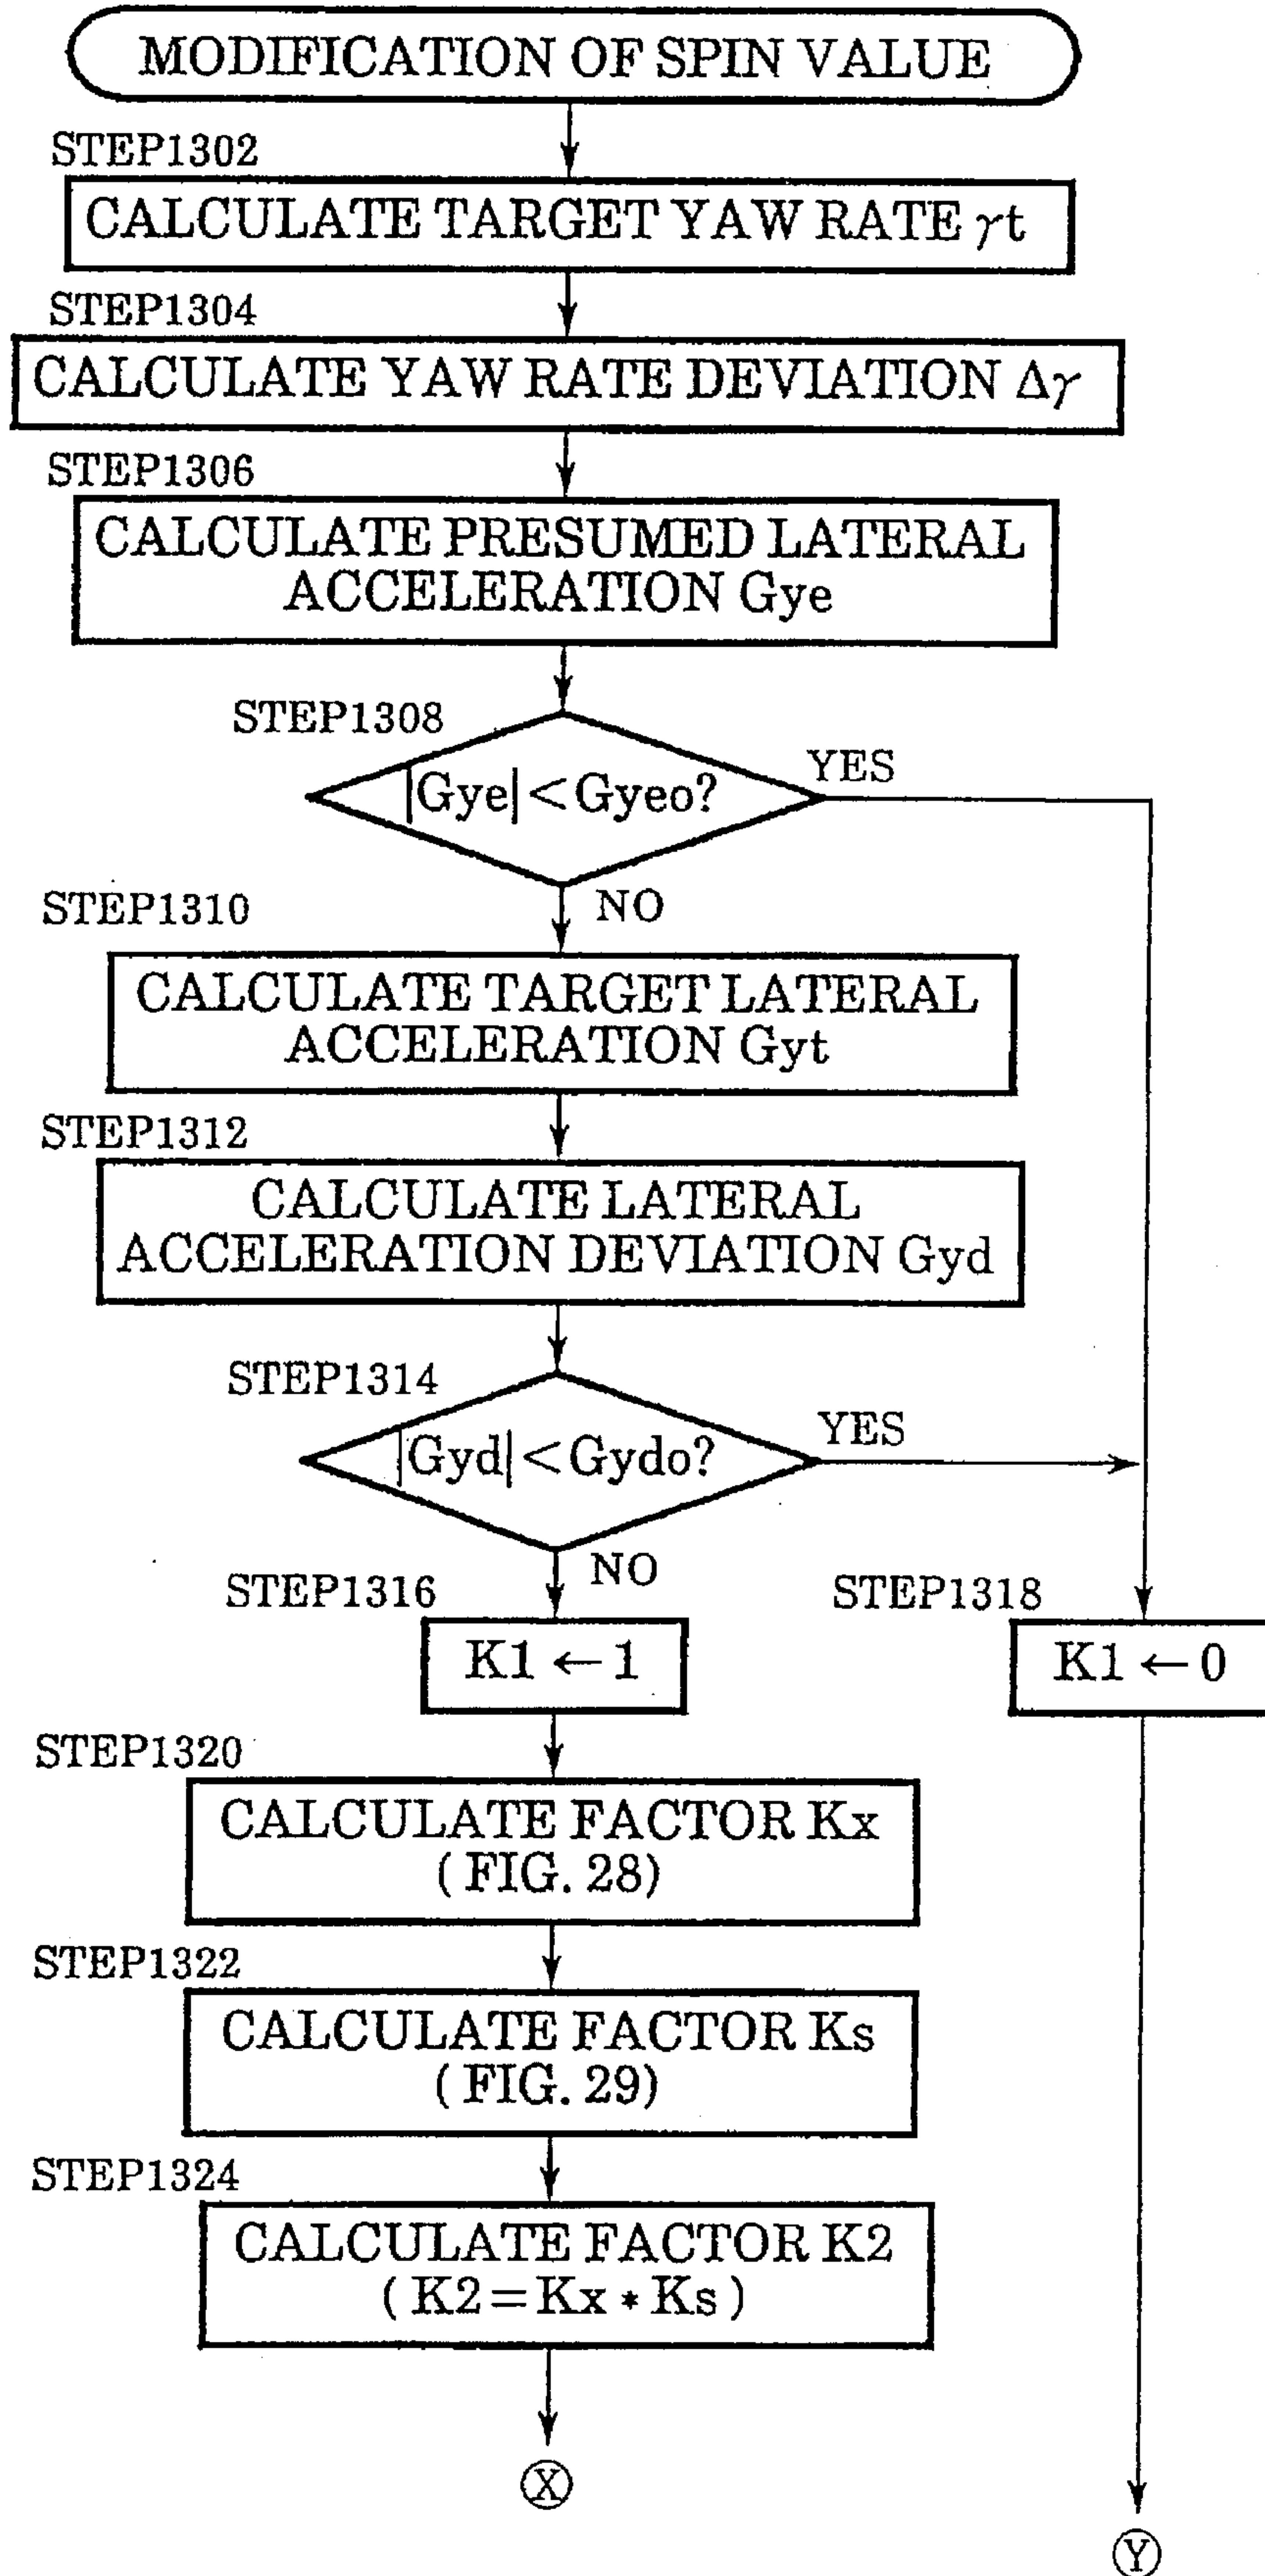 MODIFICATION OF SPIN VALUE
STEP1302
CALCULATE TARGET YAW RATE γt
STEP1304
CALCULATE YAW RATE DEVIATION Δγ
STEP1306
CALCULATE PRESUMED LATERAL
ACCELERATION Gye
STEP1308
|Gye|<Gyeo?
YES
NO
STEP1310
CALCULATE TARGET LATERAL
ACCELERATION Gyt
STEP1312
CALCULATE LATERAL
ACCELERATION DEVIATION Gyd
STEP1314
|Gyd|<Gydo?
YES
NO
STEP1316
K1←1
STEP1318
K1←0
STEP1320
CALCULATE FACTOR Kx
(FIG. 28)
STEP1322
CALCULATE FACTOR Ks
(FIG. 29)
STEP1324
CALCULATE FACTOR K2
(K2=Kx*Ks)
Ⓧ
Ⓨ